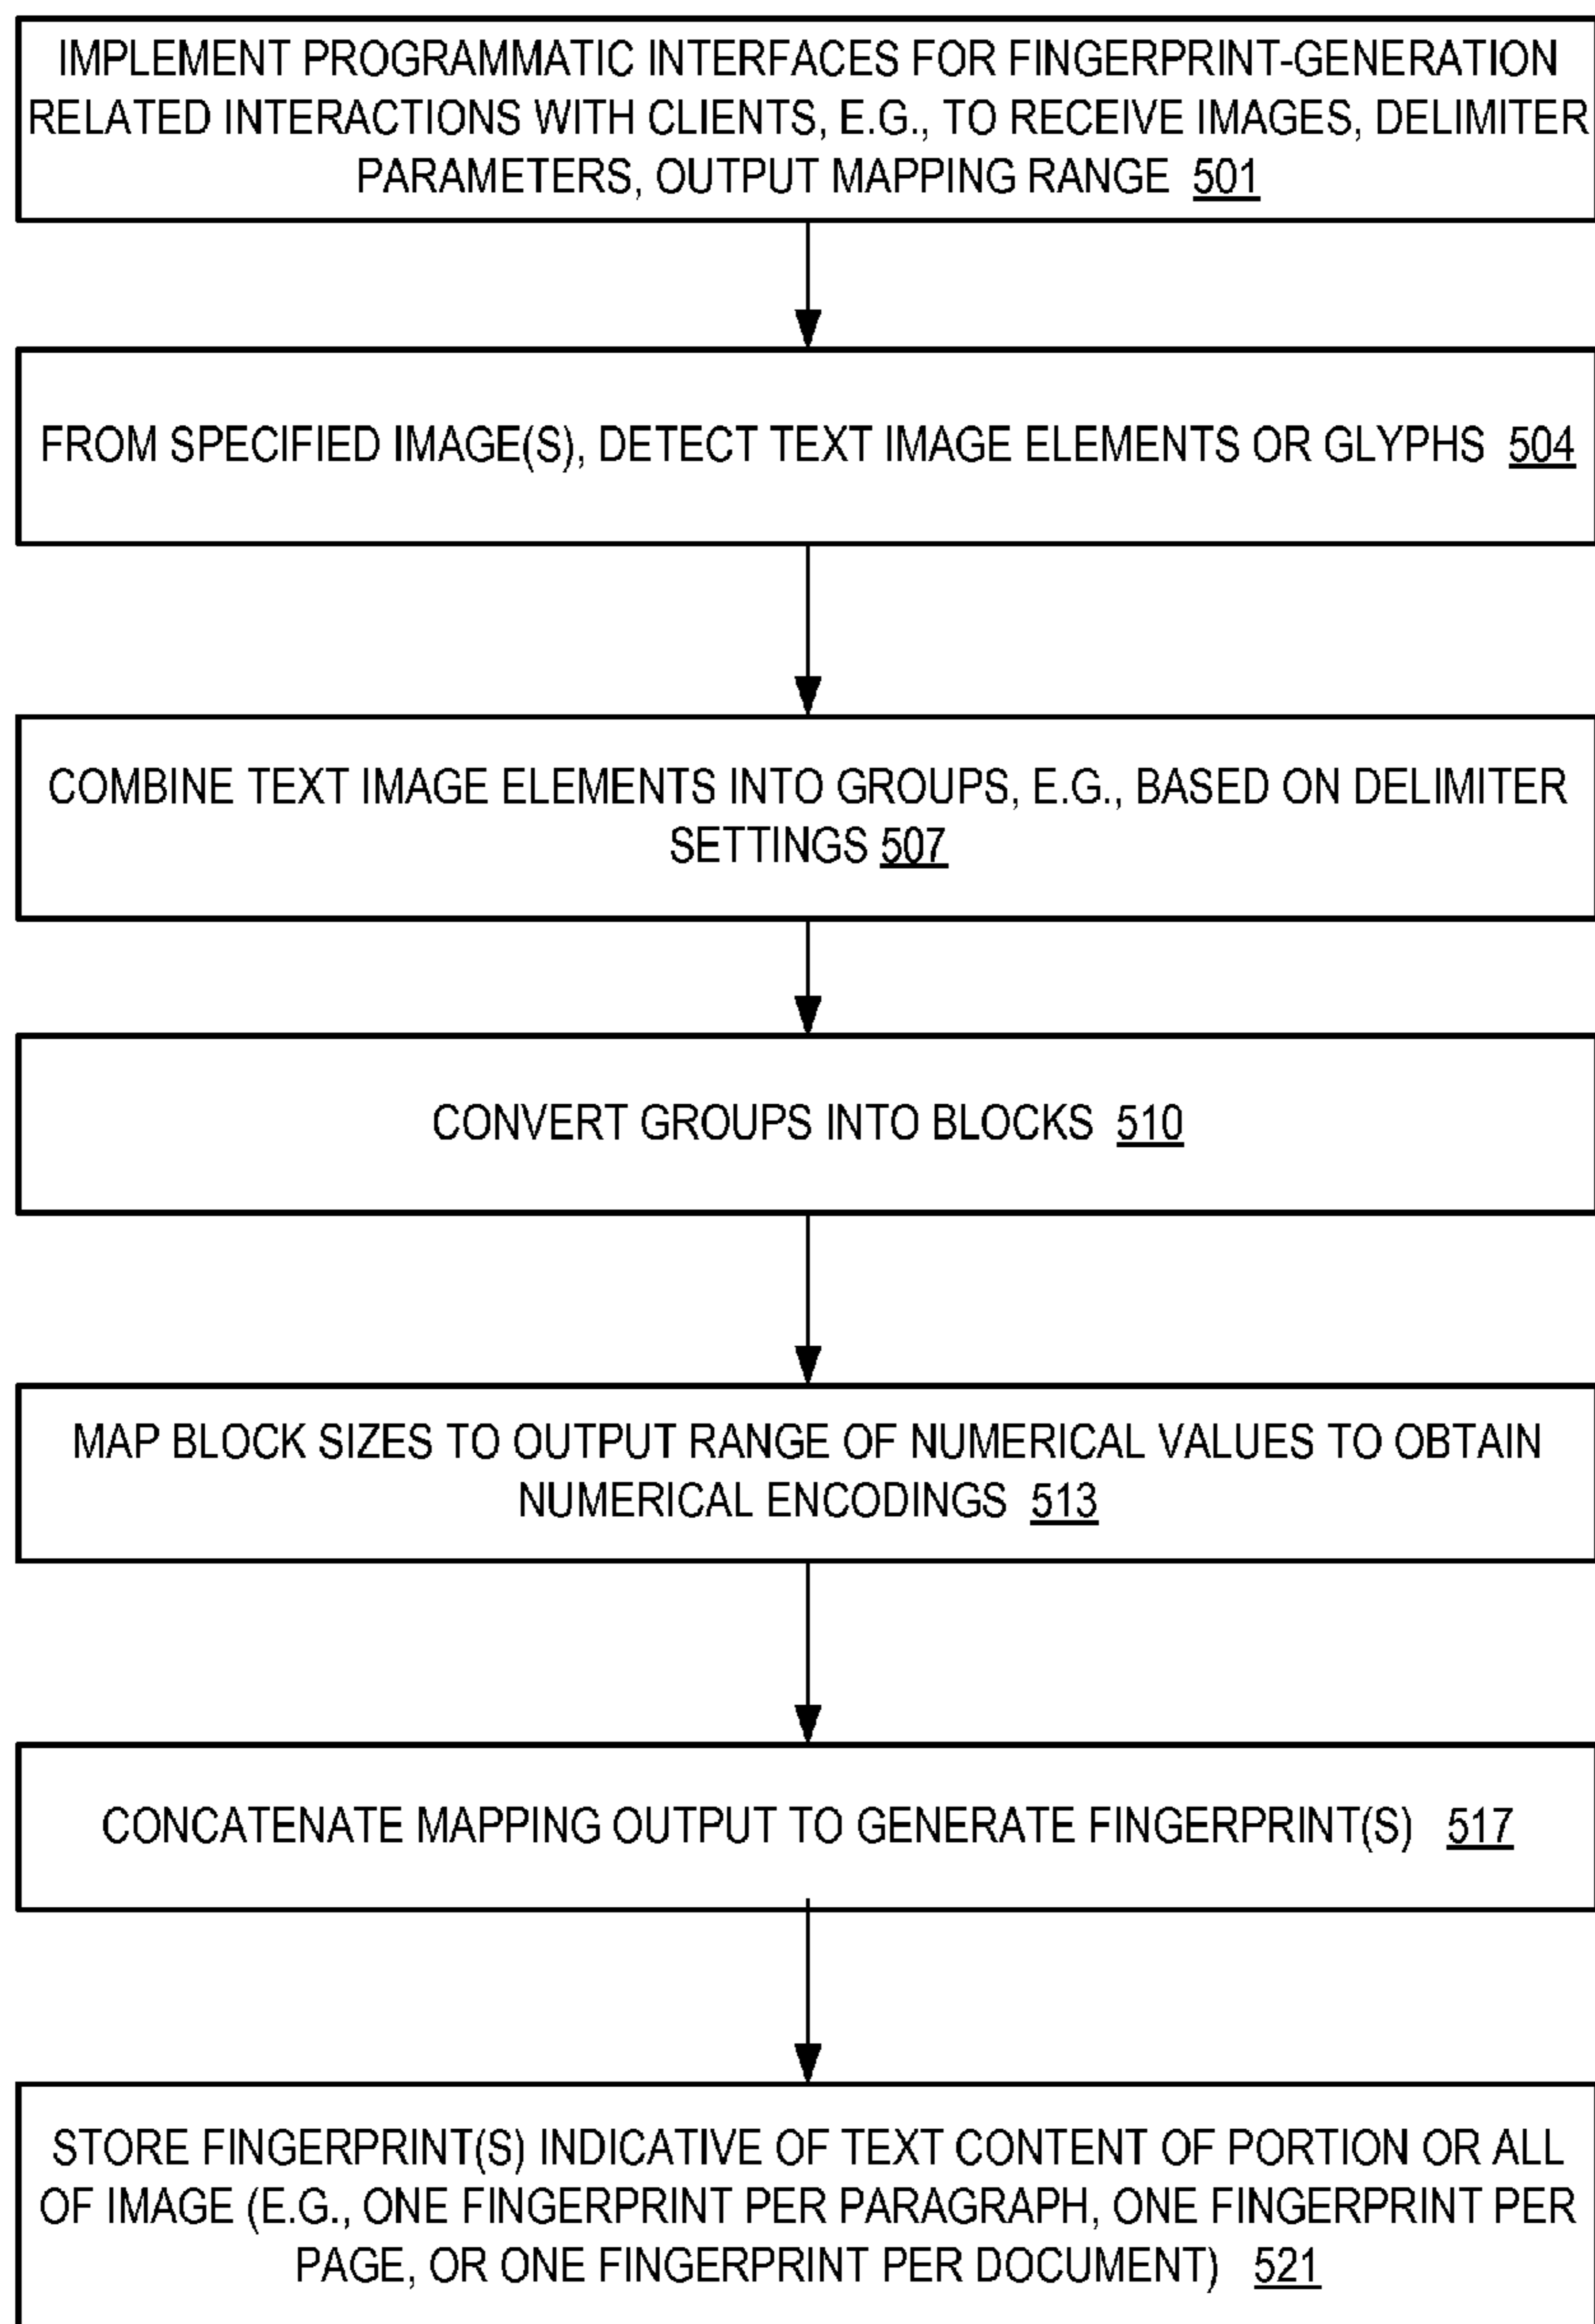 IMPLEMENT PROGRAMMATIC INTERFACES FOR FINGERPRINT-GENERATION
RELATED INTERACTIONS WITH CLIENTS, E.G., TO RECEIVE IMAGES, DELIMITER
PARAMETERS, OUTPUT MAPPING RANGE 501
FROM SPECIFIED IMAGE(S), DETECT TEXT IMAGE ELEMENTS OR GLYPHS 504
COMBINE TEXT IMAGE ELEMENTS INTO GROUPS, E.G., BASED ON DELIMITER
SETTINGS 507
CONVERT GROUPS INTO BLOCKS 510
MAP BLOCK SIZES TO OUTPUT RANGE OF NUMERICAL VALUES TO OBTAIN
NUMERICAL ENCODINGS 513
CONCATENATE MAPPING OUTPUT TO GENERATE FINGERPRINT(S) 517
STORE FINGERPRINT(S) INDICATIVE OF TEXT CONTENT OF PORTION OR ALL
OF IMAGE (E.G., ONE FINGERPRINT PER PARAGRAPH, ONE FINGERPRINT PER
PAGE, OR ONE FINGERPRINT PER DOCUMENT) 521